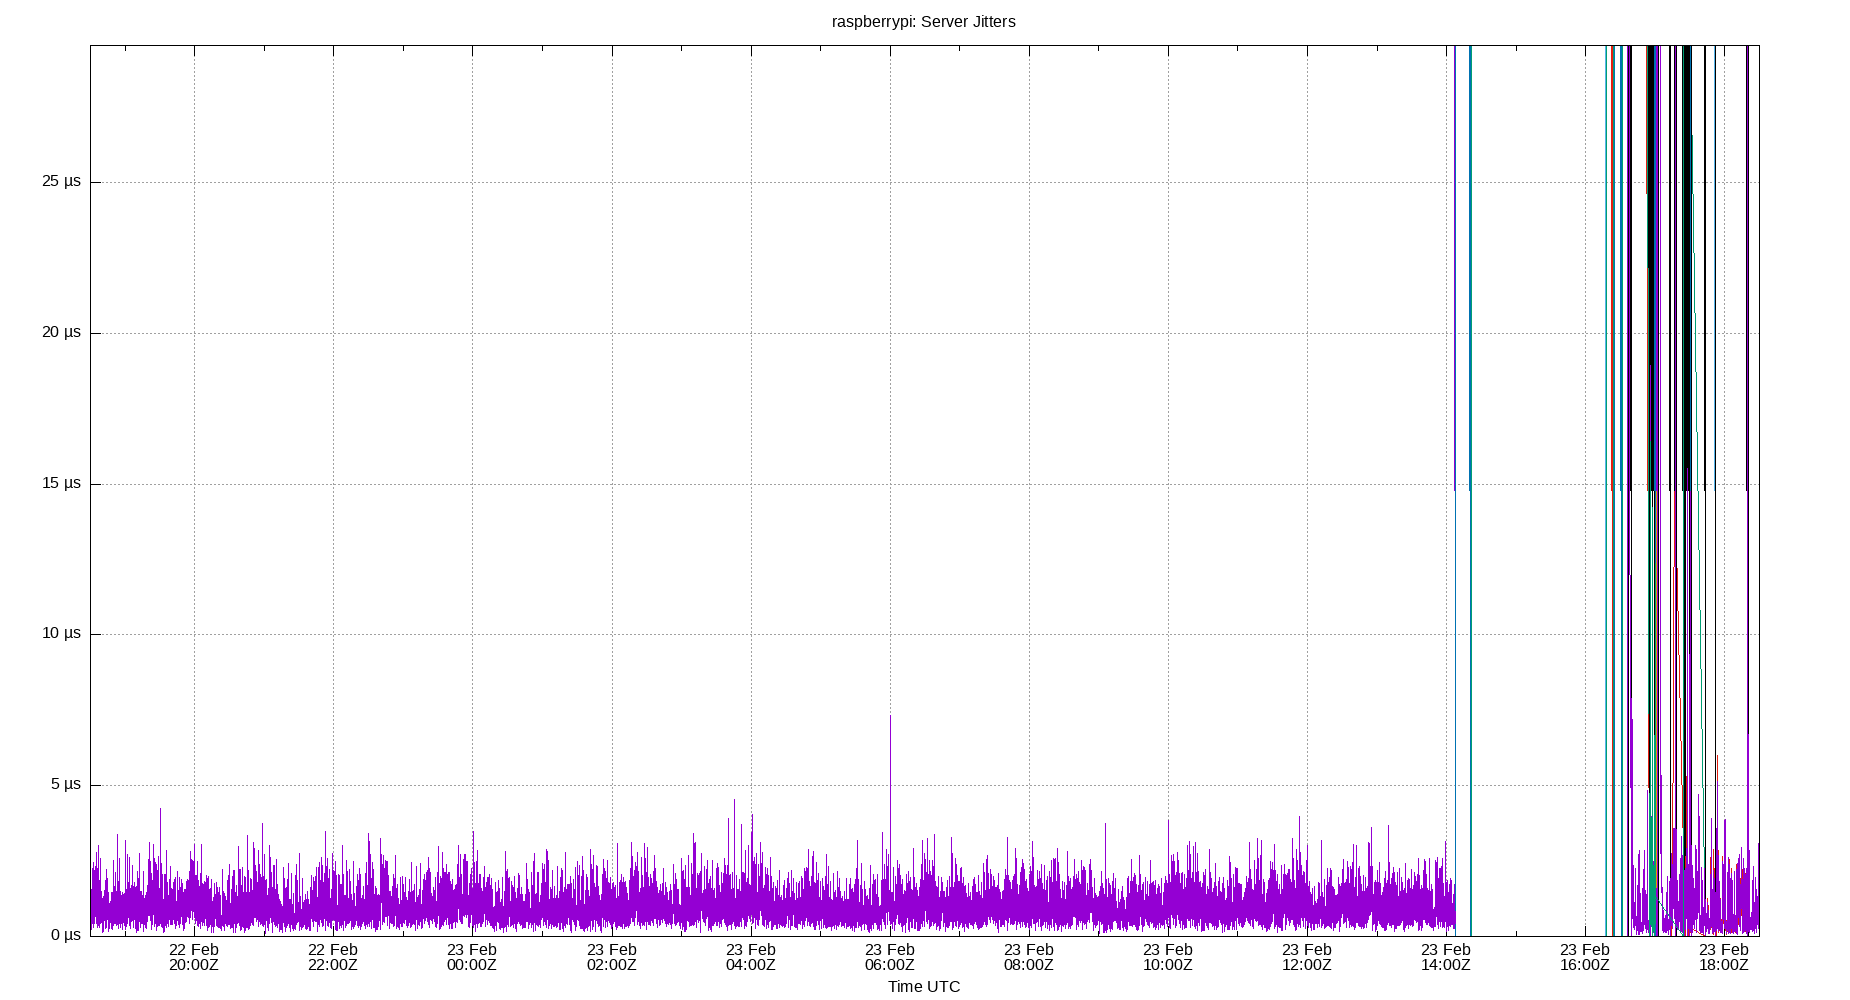 raspberrypi: Server Jitters
25 µs
20 µs
15 µs
10 µs
5 µs
0 µs
22 Feb 22 Feb 23 Feb 23 Feb 23 Feb 23 Feb 23 Feb 23 Feb 23 Feb 23 Feb 23 Feb 23 Feb
20:00Z 22:00Z 00:00Z 02:00Z 04:00Z 06:00Z 08:00Z 10:00Z 12:00Z 14:00Z 16:00Z 18:00Z
Time UTC